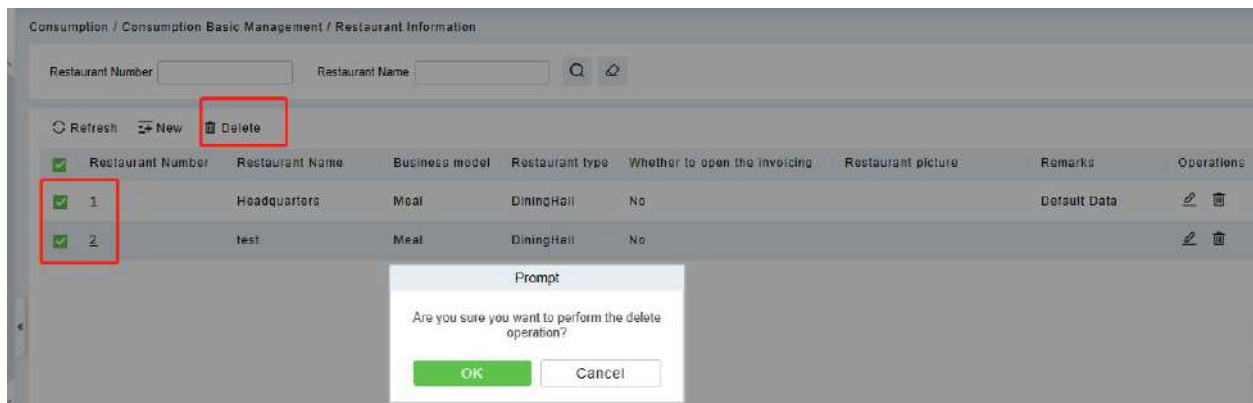 Consumption / Consumption Basic Management / Restaurant Information
Restaurant Number Restaurant Name
Refresh New Delete
Restaurant Number Restaurant Name Business model Restaurant type Whether to open the invoicing Restaurant picture Remarks Operations
1 Headquarters Meal DiningHall No Default Data
2 test Meal DiningHall No
Prompt
Are you sure you want to perform the delete
operation?
OK Cancel